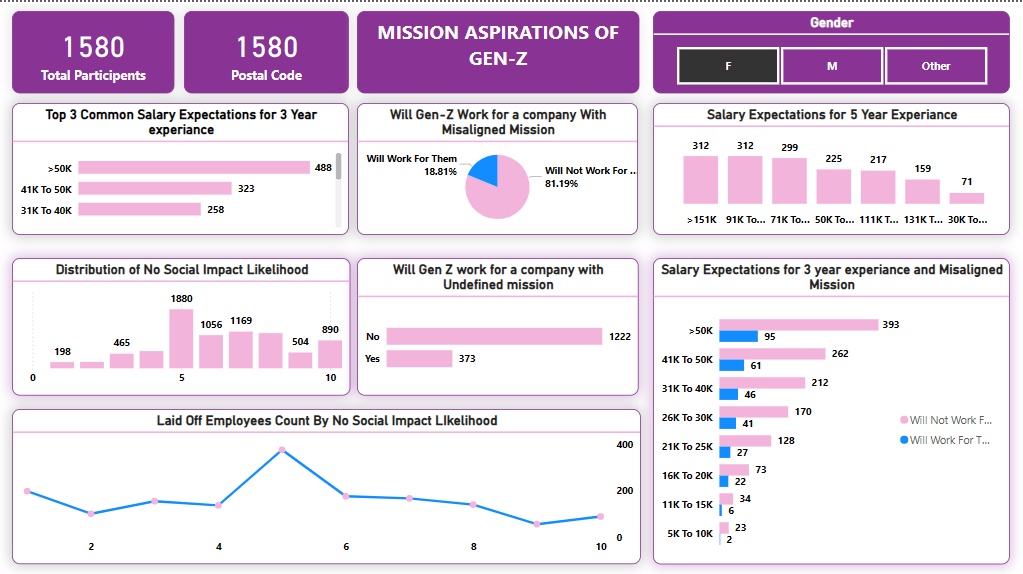 1580
Total Participents
1580
Postal Code
MISSION ASPIRATIONS OF
GEN-Z
Gender
F
M
Other
Top 3 Common Salary Expectations for 3 Year
experiance
>50K
488
41K To 50K
323
31K To 40K
258
Will Gen-Z Work for a company With
Misaligned Mission
Will Work For Them
18.81%
Will Not Work For ...
81.19%
Salary Expectations for 5 Year Experiance
312
312
299
225
217
159
71
>151K
91K To...
71K To...
50K To...
111K T...
131K T...
30K To...
Distribution of No Social Impact Likelihood
198
465
1880
1056
1169
504
890
0
5
10
Will Gen Z work for a company with
Undefined mission
No
1222
Yes
373
Salary Expectations for 3 year experiance and Misaligned
Mission
>50K
393
95
41K To 50K
262
61
31K To 40K
212
46
26K To 30K
170
41
21K To 25K
128
27
16K To 20K
73
22
11K To 15K
34
6
5K To 10K
23
2
Will Not Work F...
Will Work For T...
Laid Off Employees Count By No Social Impact LIkelihood
400
200
0
2
4
6
8
10